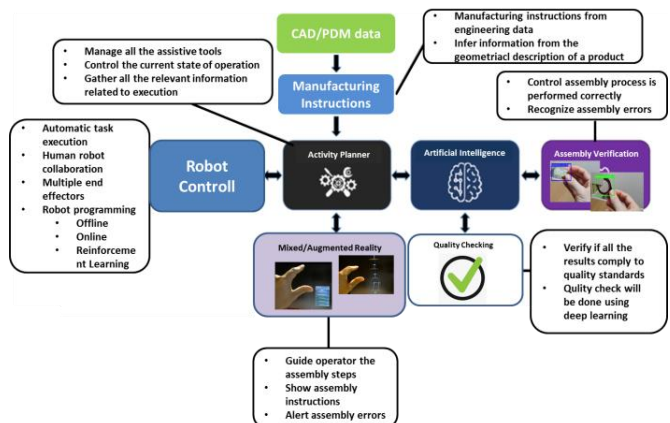 CAD/PDM data
• Manufacturing instructions from
engineering data
• Infer information from the
geometriacl description of a product
• Manage all the assistive tools
• Control the current state of operation
• Gather all the relevant information
related to execution
Manufacturing
Instructions
• Control assembly process is
performed correctly
• Recognize assembly errors
• Automatic task
execution
• Human robot
collaboration
• Multiple end
effectors
• Robot programming
• Offline
• Online
• Reinforceme
nt Learning
Robot
Controll
Activity Planner
Artificial Intelligence
Assembly Verification
Mixed/Augmented Reality
Quality Checking
• Verify if all the
results comply to
quality standards
• Qulity check will
be done using
deep learning
• Guide operator the
assembly steps
• Show assembly
instructions
• Alert assembly errors